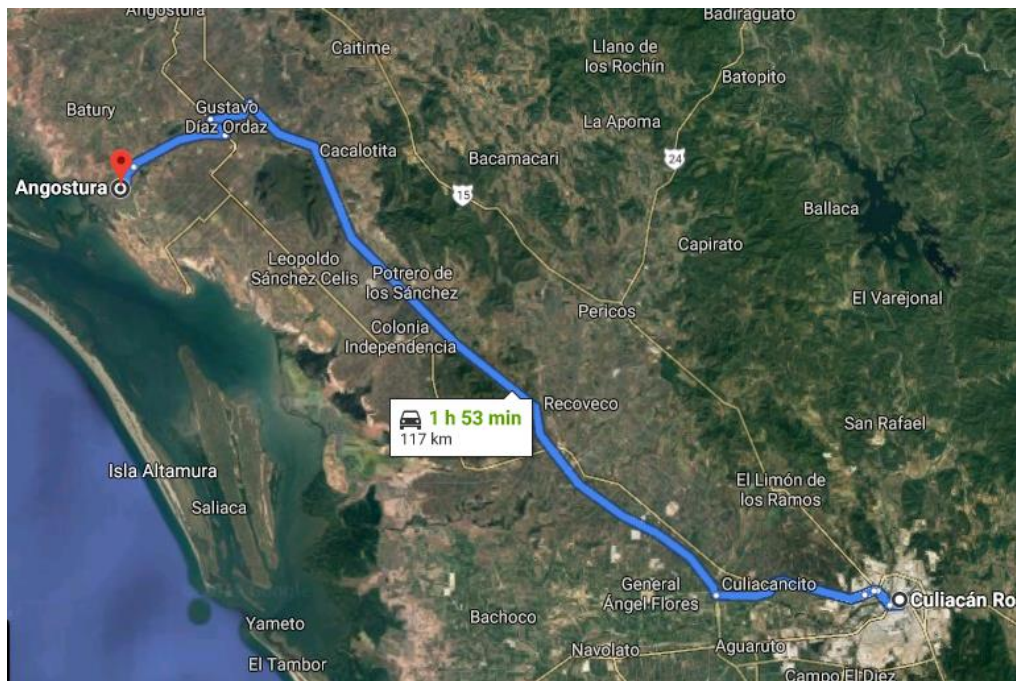 Angostura
Badiraguato
Caitime
Llano de
los Rochín
Batopito
Batury
Gustavo
Díaz Ordaz
La Apoma
Cacalotita
Bacamacari
24
Angostura
15
Ballaca
Capirato
Leopoldo
Sánchez Celis
Potrero de
los Sánchez
El Varejonal
Pericos
Colonia
Independencia
1 h 53 min
117 km
Recoveco
San Rafael
Isla Altamura
El Limón de
los Ramos
Saliaca
General
Ángel Flores
Culiacancito
Culiacán Ro
Bachoco
Yameto
Navolato
Aguaruto
El Tambor
Campo El Diez